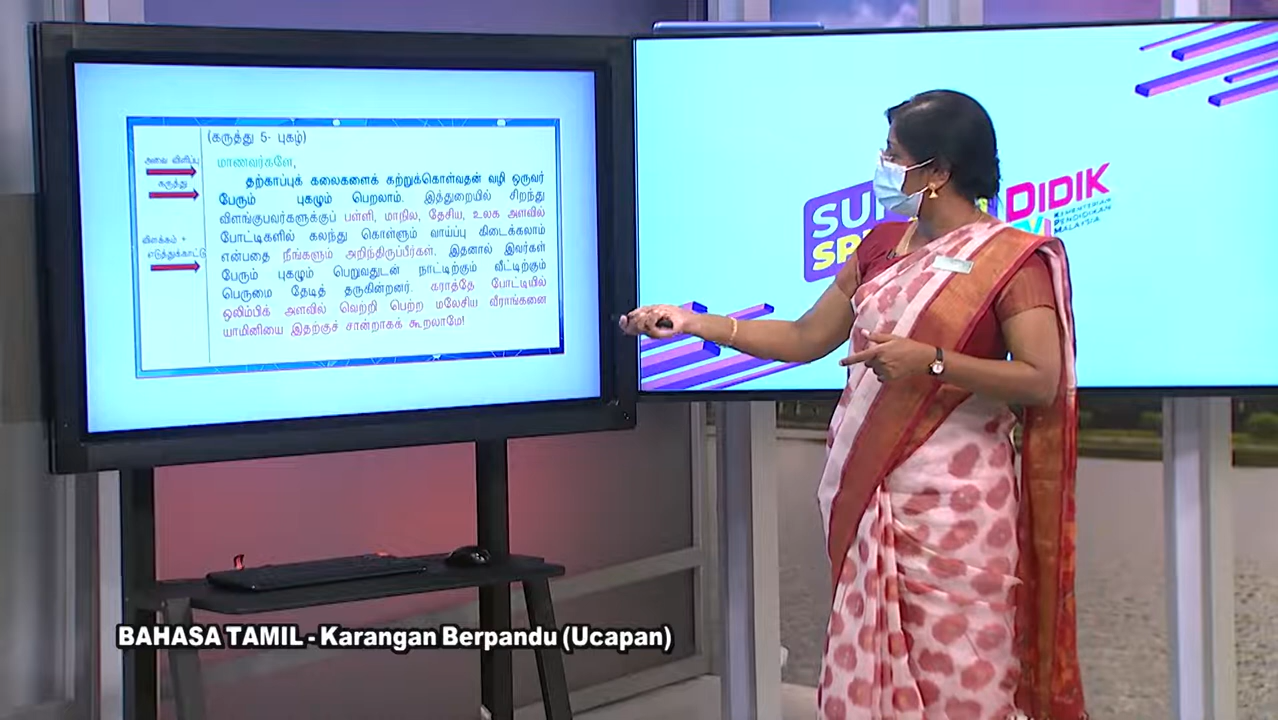 (கருத்து 5- புகழ்)
அவை விளிப்பு
மாணவர்களே,
கருத்து
தற்காப்புக் கலைகளைக் கற்றுக்கொள்வதன் வழி ஒருவர்
பேரும் புகழும் பெறலாம். இத்துறையில் சிறந்து
விளங்குபவர்களுக்குப் பள்ளி, மாநில, தேசிய, உலக அளவில்
விளக்கம் +
போட்டிகளில் கலந்து கொள்ளும் வாய்ப்பு கிடைக்கலாம்
எடுத்துக்காட்டு
என்பதை நீங்களும் அறிந்திருப்பீர்கள். இதனால் இவர்கள்
பேரும் புகழும் பெறுவதுடன் நாட்டிற்கும் வீட்டிற்கும்
பெருமை தேடித் தருகின்றனர். கராத்தே போட்டியில்
ஒலிம்பிக் அளவில் வெற்றி பெற்ற மலேசிய வீராங்கனை
யாமினியை இதற்குச் சான்றாகக் கூறலாமே!
DIDIK
KEMENTERIAN
PENDIDIKAN
MALAYSIA
BAHASA TAMIL - Karangan Berpandu (Ucapan)